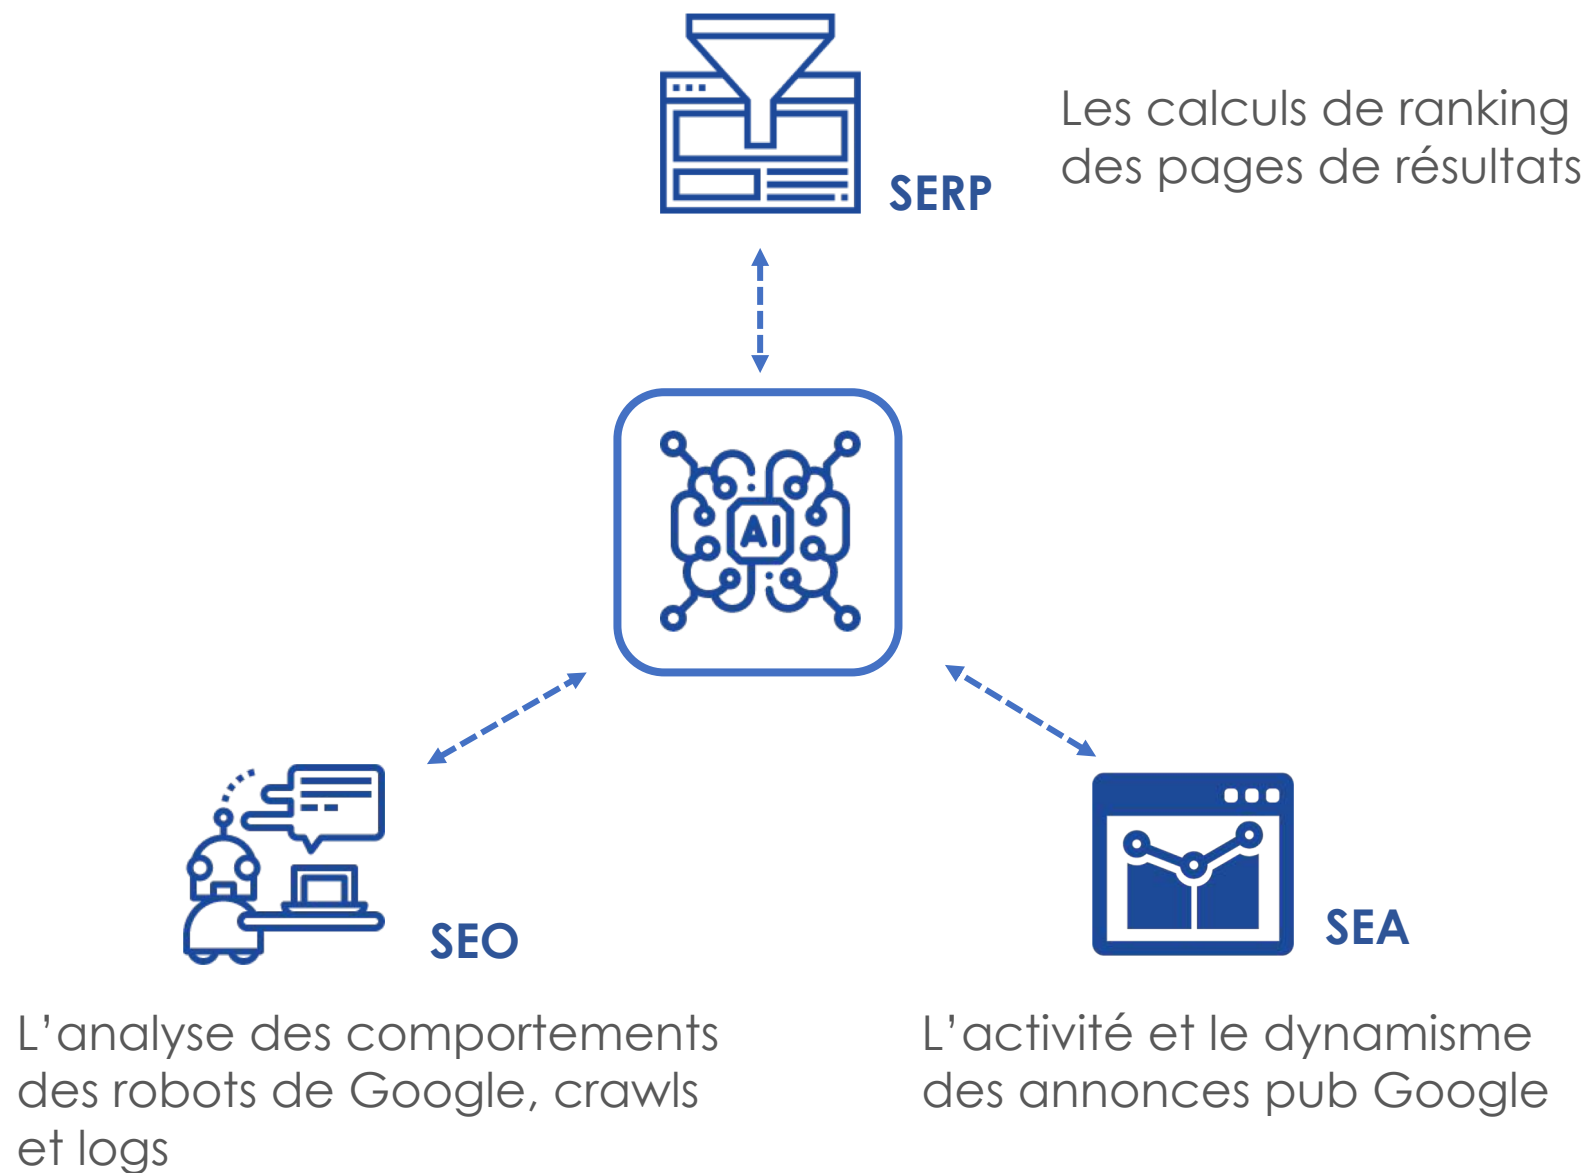 SERP
Les calculs de ranking
des pages de résultats
AI
SEO
L’analyse des comportements
des robots de Google, crawls
et logs
SEA
L’activité et le dynamisme
des annonces pub Google